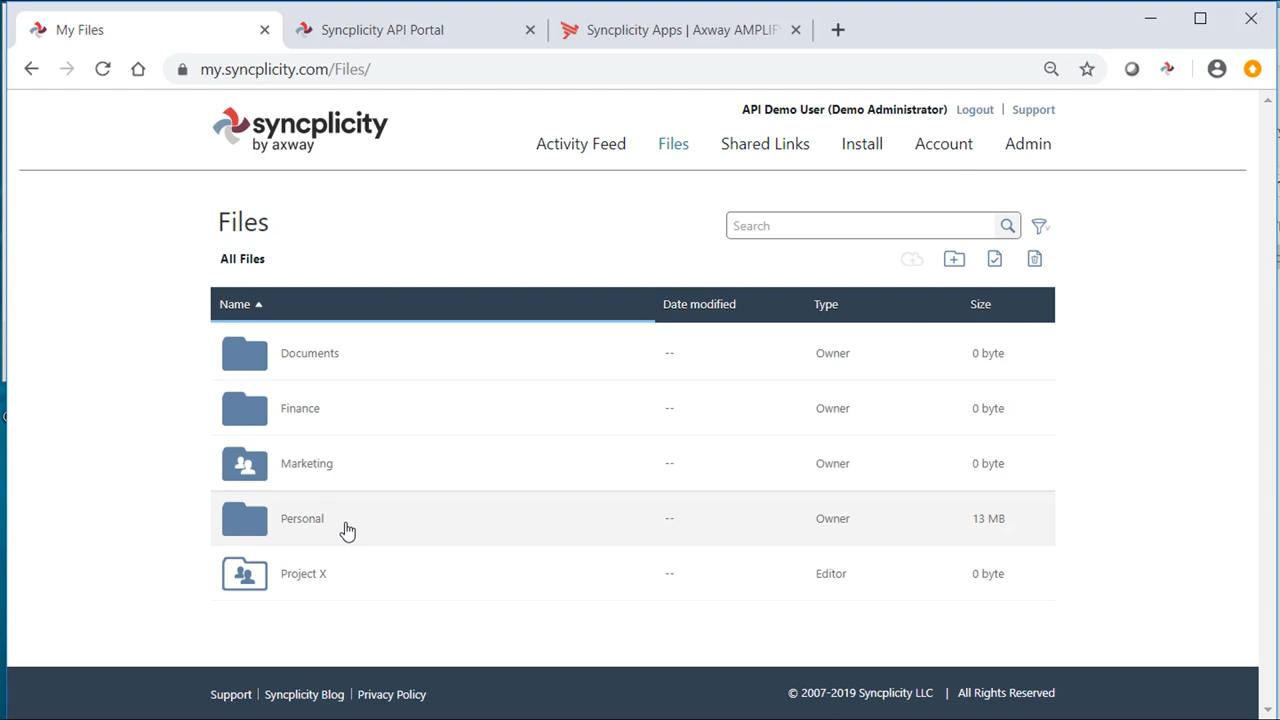 My Files
Syncplicity API Portal
Syncplicity Apps | Axway AMPLIF
my.syncplicity.com/Files/
API Demo User (Demo Administrator) Logout | Support
syncplicity
by axway
Activity Feed Files Shared Links Install Account Admin
Files
Search
All Files
Name Date modified Type Size
Documents -- Owner 0 byte
Finance -- Owner 0 byte
Marketing -- Owner 0 byte
Personal -- Owner 13 MB
Project X -- Editor 0 byte
Support | Syncplicity Blog | Privacy Policy
© 2007-2019 Syncplicity LLC | All Rights Reserved